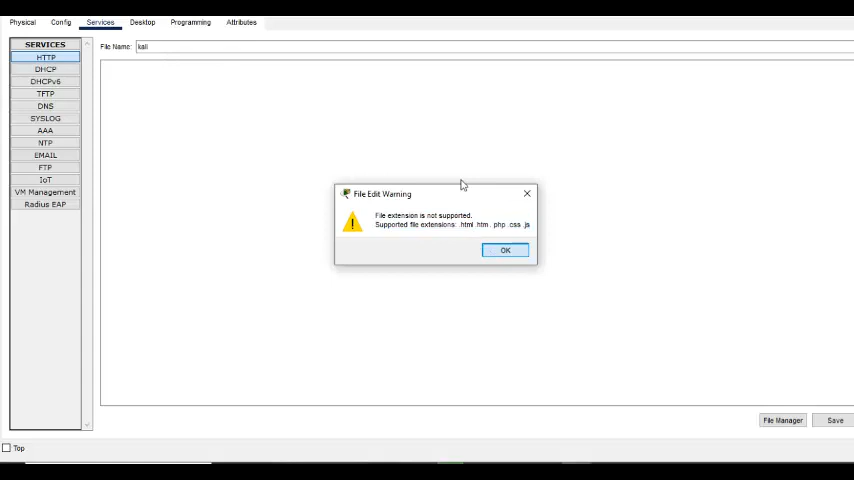 Physical Config Services Desktop Programming Attributes
SERVICES
HTTP
DHCP
DHCPv6
TFTP
DNS
SYSLOG
AAA
NTP
EMAIL
FTP
IoT
VM Management
Radius EAP
File Name: kali
File Edit Warning
File extension is not supported.
Supported file extensions: .html .htm. .php .css .js
OK
File Manager Save
Top